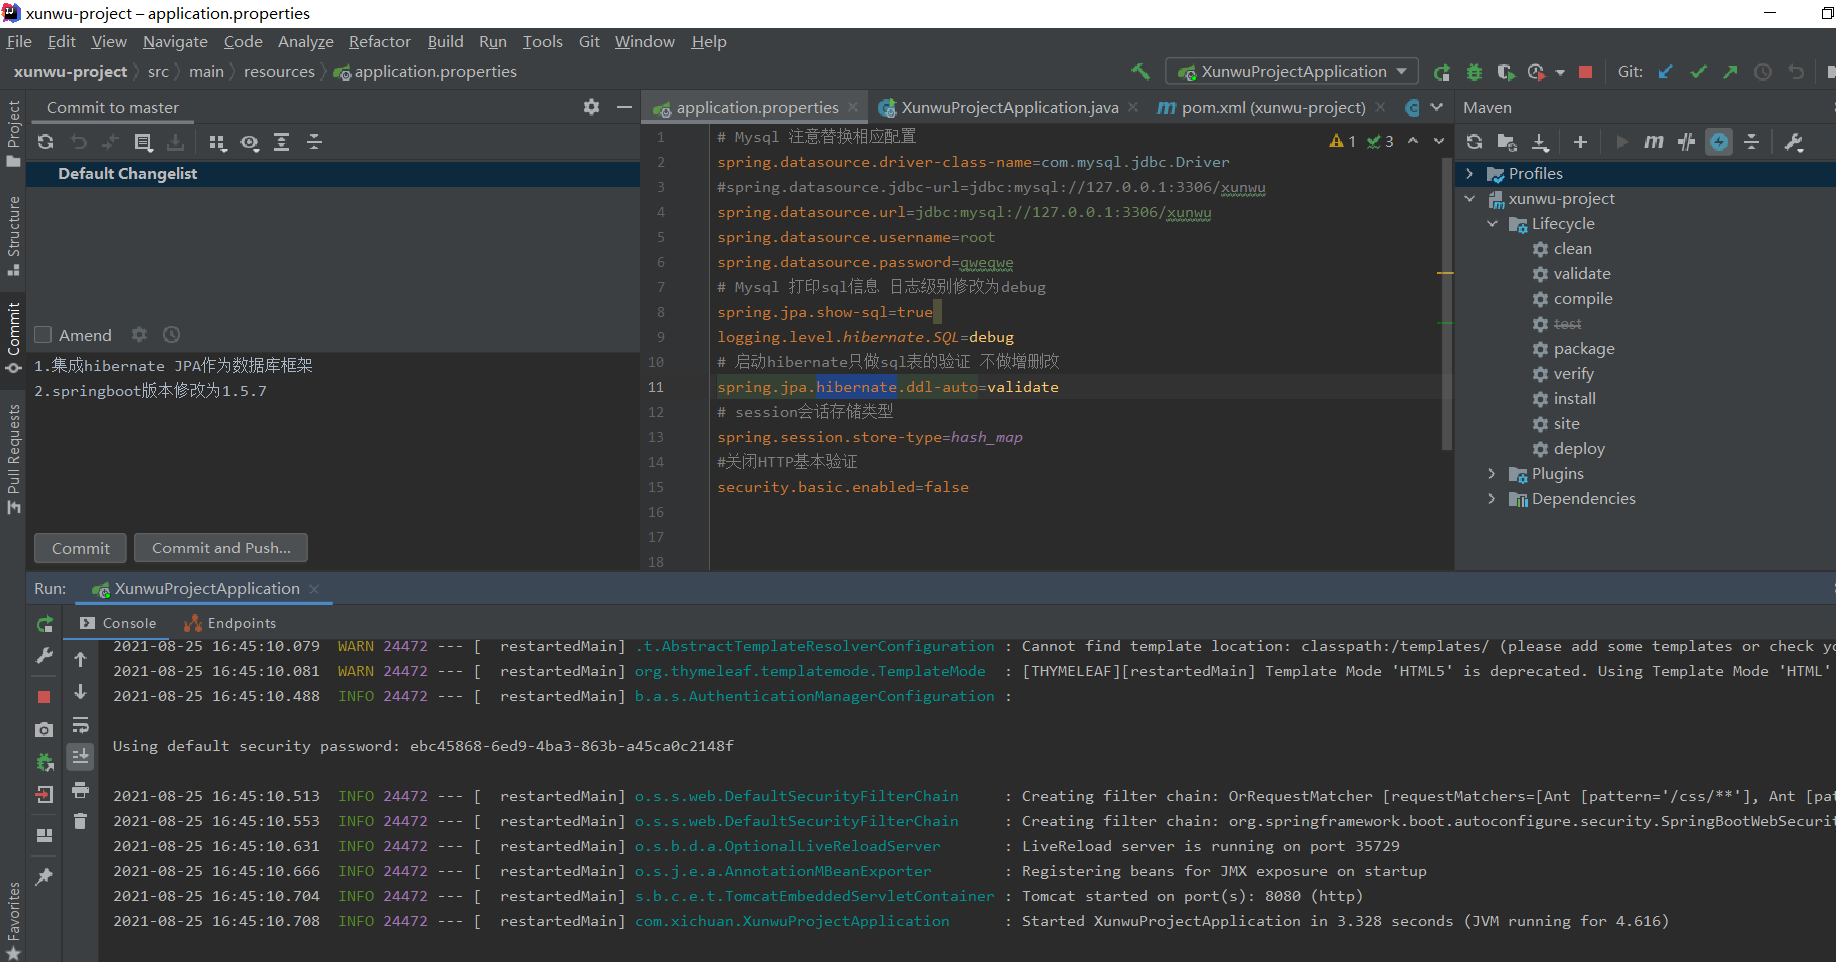 xunwu-project – application.properties
File Edit View Navigate Code Analyze Refactor Build Run Tools Git Window Help
xunwu-project src main resources application.properties
XunwuProjectApplication
Git:
Project
Structure
Commit
Pull Requests
Favorites
Commit to master
Default Changelist
Amend
1.集成hibernate JPA作为数据库框架
2.springboot版本修改为1.5.7
Commit
Commit and Push...
application.properties
XunwuProjectApplication.java
pom.xml (xunwu-project)
1 3
1 # Mysql 注意替换相应配置
2 spring.datasource.driver-class-name=com.mysql.jdbc.Driver
3 #spring.datasource.jdbc-url=jdbc:mysql://127.0.0.1:3306/xunwu
4 spring.datasource.url=jdbc:mysql://127.0.0.1:3306/xunwu
5 spring.datasource.username=root
6 spring.datasource.password=qweqwe
7 # Mysql 打印sql信息 日志级别修改为debug
8 spring.jpa.show-sql=true
9 logging.level.hibernate.SQL=debug
10 # 启动hibernate只做sql表的验证 不做增删改
11 spring.jpa.hibernate.ddl-auto=validate
12 # session会话存储类型
13 spring.session.store-type=hash_map
14 #关闭HTTP基本验证
15 security.basic.enabled=false
16
17
18
Maven
Profiles
xunwu-project
Lifecycle
clean
validate
compile
test
package
verify
install
site
deploy
Plugins
Dependencies
Run: XunwuProjectApplication
Console Endpoints
2021-08-25 16:45:10.079 WARN 24472 --- [ restartedMain] .t.AbstractTemplateResolverConfiguration : Cannot find template location: classpath:/templates/ (please add some templates or check yo
2021-08-25 16:45:10.081 WARN 24472 --- [ restartedMain] org.thymeleaf.templatemode.TemplateMode : [THYMELEAF][restartedMain] Template Mode 'HTML5' is deprecated. Using Template Mode 'HTML'
2021-08-25 16:45:10.488 INFO 24472 --- [ restartedMain] b.a.s.AuthenticationManagerConfiguration :
Using default security password: ebc45868-6ed9-4ba3-863b-a45ca0c2148f
2021-08-25 16:45:10.513 INFO 24472 --- [ restartedMain] o.s.s.web.DefaultSecurityFilterChain : Creating filter chain: OrRequestMatcher [requestMatchers=[Ant [pattern='/css/**'], Ant [pat
2021-08-25 16:45:10.553 INFO 24472 --- [ restartedMain] o.s.s.web.DefaultSecurityFilterChain : Creating filter chain: org.springframework.boot.autoconfigure.security.SpringBootWebSecurit
2021-08-25 16:45:10.631 INFO 24472 --- [ restartedMain] o.s.b.d.a.OptionalLiveReloadServer : LiveReload server is running on port 35729
2021-08-25 16:45:10.666 INFO 24472 --- [ restartedMain] o.s.j.e.a.AnnotationMBeanExporter : Registering beans for JMX exposure on startup
2021-08-25 16:45:10.704 INFO 24472 --- [ restartedMain] s.b.c.e.t.TomcatEmbeddedServletContainer : Tomcat started on port(s): 8080 (http)
2021-08-25 16:45:10.708 INFO 24472 --- [ restartedMain] com.xichuan.XunwuProjectApplication : Started XunwuProjectApplication in 3.328 seconds (JVM running for 4.616)